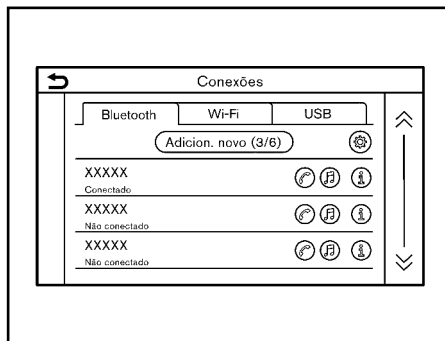 Conexões
Bluetooth Wi-Fi USB
Adicion. novo (3/6)
XXXXX
Conectado
XXXXX
Não conectado
XXXXX
Não conectado